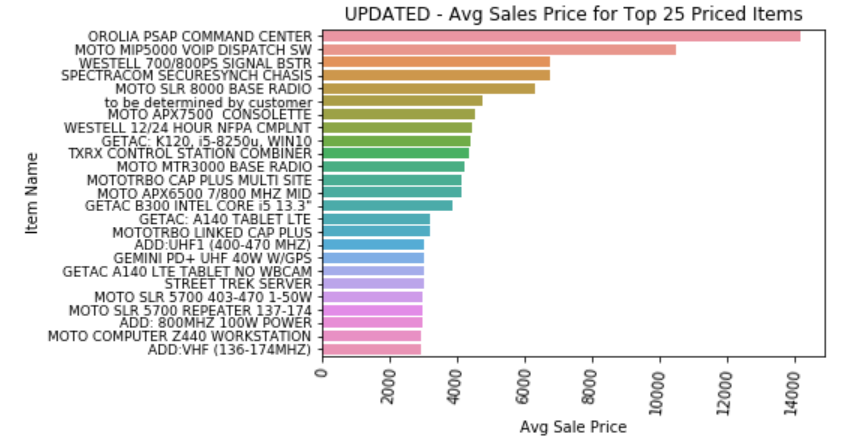 UPDATED - Avg Sales Price for Top 25 Priced Items
OROLIA PSAP COMMAND CENTER
MOTO MIP5000 VOIP DISPATCH SW
WESTELL 700/800PS SIGNAL BSTR
SPECTRACOM SECURESYNCH CHASIS
MOTO SLR 8000 BASE RADIO
to be determined by customer
MOTO APX7500  CONSOLETTE
WESTELL 12/24 HOUR NFPA CMPLNT
GETAC: K120, i5-8250u, WIN10
TXRX CONTROL STATION COMBINER
MOTO MTR3000 BASE RADIO
MOTOTRBO CAP PLUS MULTI SITE
MOTO APX6500 7/800 MHZ MID
GETAC B300 INTEL CORE i5 13.3"
GETAC: A140 TABLET LTE
MOTOTRBO LINKED CAP PLUS
ADD:UHF1 (400-470 MHZ)
GEMINI PD+ UHF 40W W/GPS
GETAC A140 LTE TABLET NO WBCAM
STREET TREK SERVER
MOTO SLR 5700 403-470 1-50W
MOTO SLR 5700 REPEATER 137-174
ADD: 800MHZ 100W POWER
MOTO COMPUTER Z440 WORKSTATION
ADD:VHF (136-174MHZ)
Item Name
0
2000
4000
6000
8000
10000
12000
14000
Avg Sale Price